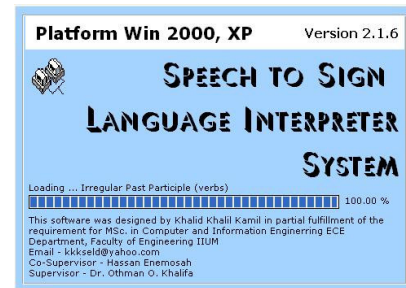 Platform Win 2000, XP Version 2.1.6
SPEECH TO SIGN
LANGUAGE INTERPRETER
SYSTEM
Loading ... Irregular Past Participle (verbs)
100.00 %
This software was designed by Khalid Khalil Kamil in partial fulfillment of the
requirement for MSc. in Computer and Information Enginerring ECE
Department, Faculty of Engineering IIUM
Email - kkkseld@yahoo.com
Co-Supervisor - Hassan Enemosah
Supervisor - Dr. Othman O. Khalifa